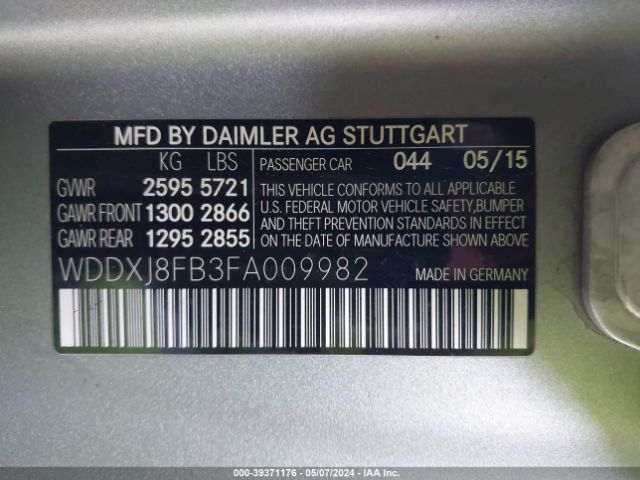 MFD BY DAIMLER AG STUTTGART
KG LBS
GVWR 2595 5721
GAWR FRONT 1300 2866
GAWR REAR 1295 2855
PASSENGER CAR 044 05/15
THIS VEHICLE CONFORMS TO ALL APPLICABLE
U.S. FEDERAL MOTOR VEHICLE SAFETY,BUMPER
AND THEFT PREVENTION STANDARDS IN EFFECT
ON THE DATE OF MANUFACTURE SHOWN ABOVE
WDDXJ8FB3FA009982
MADE IN GERMANY
000-39371176 — 05/07/2024 — IAA Inc.